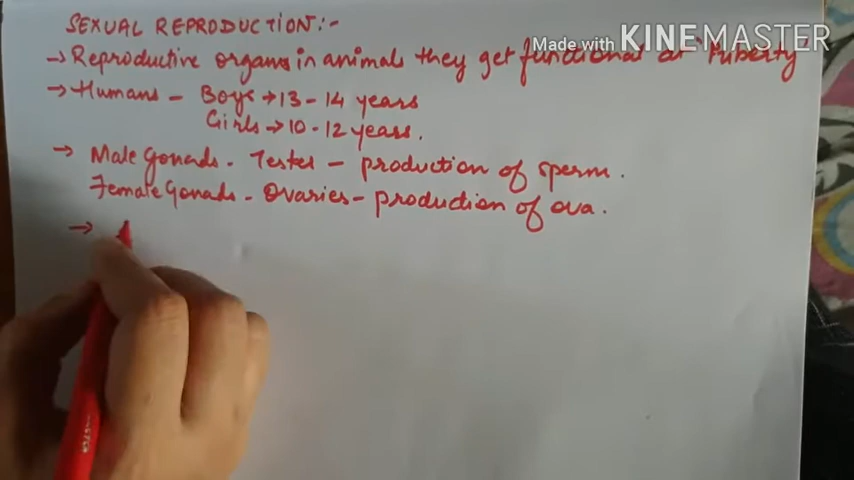 SEXUAL REPRODUCTION:-
Made with KINEMASTER
→ Reproductive organs in animals they get functional at Puberty
→ Humans - Boys → 13 - 14 years
Girls → 10 - 12 years.
→ Male Gonads - Testes - production of sperm.
Female Gonads - Ovaries - production of ova.
→